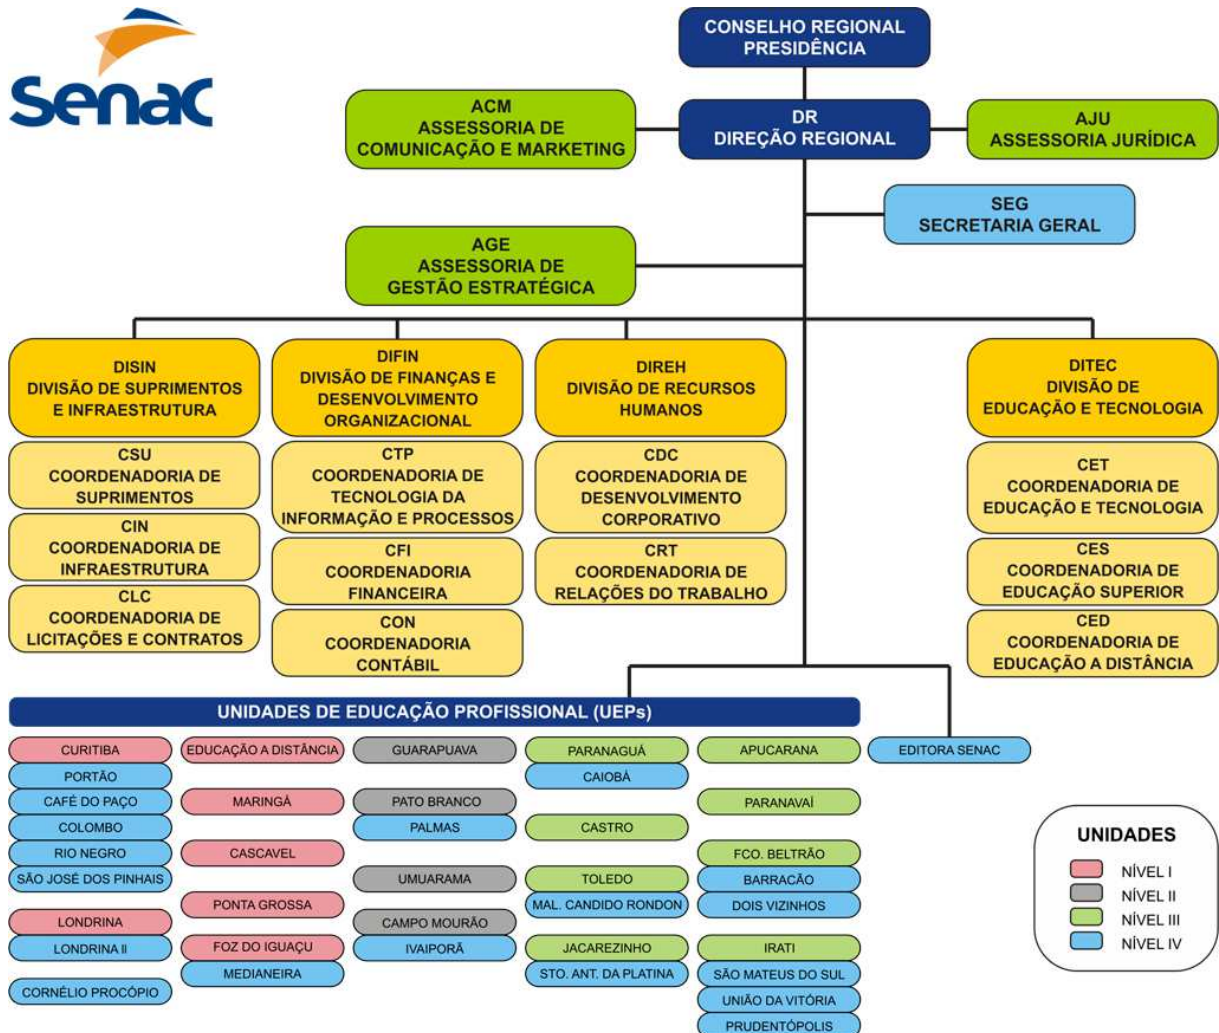 Senac
CONSELHO REGIONAL
PRESIDÊNCIA
ACM
ASSESSORIA DE
COMUNICAÇÃO E MARKETING
DR
DIREÇÃO REGIONAL
AJU
ASSESSORIA JURÍDICA
SEG
SECRETARIA GERAL
AGE
ASSESSORIA DE
GESTÃO ESTRATÉGICA
DISIN
DIVISÃO DE SUPRIMENTOS
E INFRAESTRUTURA
CSU
COORDENADORIA DE
SUPRIMENTOS
CIN
COORDENADORIA DE
INFRAESTRUTURA
CLC
COORDENADORIA DE
LICITAÇÕES E CONTRATOS
DIFIN
DIVISÃO DE FINANÇAS E
DESENVOLVIMENTO
ORGANIZACIONAL
CTP
COORDENADORIA DE
TECNOLOGIA DA
INFORMAÇÃO E PROCESSOS
CFI
COORDENADORIA
FINANCEIRA
CON
COORDENADORIA
CONTÁBIL
DIREH
DIVISÃO DE RECURSOS
HUMANOS
CDC
COORDENADORIA DE
DESENVOLVIMENTO
CORPORATIVO
CRT
COORDENADORIA DE
RELAÇÕES DO TRABALHO
DITEC
DIVISÃO DE
EDUCAÇÃO E TECNOLOGIA
CET
COORDENADORIA DE
EDUCAÇÃO E TECNOLOGIA
CES
COORDENADORIA DE
EDUCAÇÃO SUPERIOR
CED
COORDENADORIA DE
EDUCAÇÃO A DISTÂNCIA
UNIDADES DE EDUCAÇÃO PROFISSIONAL (UEPs)
CURITIBA
PORTÃO
CAFÉ DO PAÇO
COLOMBO
RIO NEGRO
SÃO JOSÉ DOS PINHAIS
LONDRINA
LONDRINA II
CORNÉLIO PROCÓPIO
EDUCAÇÃO A DISTÂNCIA
MARINGÁ
CASCAVEL
PONTA GROSSA
FOZ DO IGUAÇU
MEDIANEIRA
GUARAPUAVA
PATO BRANCO
PALMAS
UMUARAMA
CAMPO MOURÃO
IVAIPORÃ
PARANAGUÁ
CAIOBÁ
CASTRO
TOLEDO
MAL. CANDIDO RONDON
JACAREZINHO
STO. ANT. DA PLATINA
APUCARANA
PARANAVAÍ
FCO. BELTRÃO
BARRACÃO
DOIS VIZINHOS
IRATI
SÃO MATEUS DO SUL
UNIÃO DA VITÓRIA
PRUDENTÓPOLIS
EDITORA SENAC
UNIDADES
NÍVEL I
NÍVEL II
NÍVEL III
NÍVEL IV